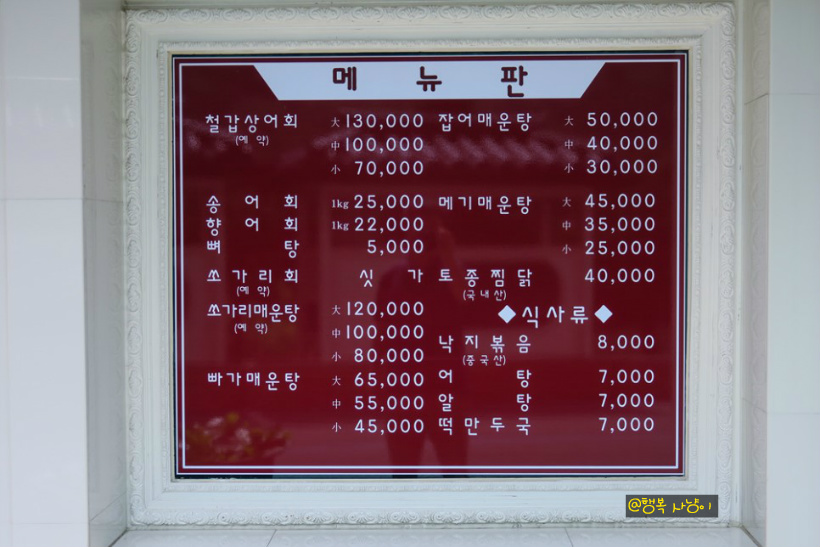 메 뉴 판
철갑상어회 大 130,000
(예 약) 中 100,000
小 70,000
송 어 회 1kg 25,000
향 어 회 1kg 22,000
뼈 탕 5,000
쏘 가 리 회 싯 가
(예 약)
쏘가리매운탕 大 120,000
(예 약) 中 100,000
小 80,000
빠가매운탕 大 65,000
中 55,000
小 45,000
잡어매운탕 大 50,000
中 40,000
小 30,000
메기매운탕 大 45,000
中 35,000
小 25,000
토 종 찜 닭 40,000
(국내산)
◆식사류◆
낙 지 볶 음 8,000
(중국산)
어 탕 7,000
알 탕 7,000
떡 만 두 국 7,000
@행복 사냥이